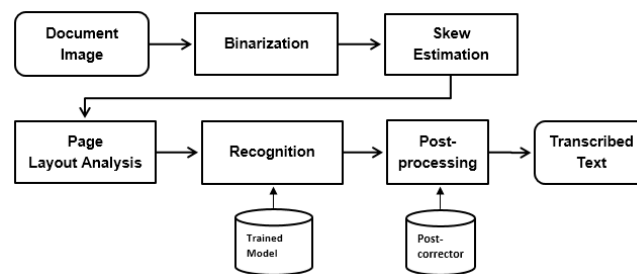 Document
Image
Binarization
Skew
Estimation
Page
Layout Analysis
Recognition
Post-
processing
Transcribed
Text
Trained
Model
Post-
corrector